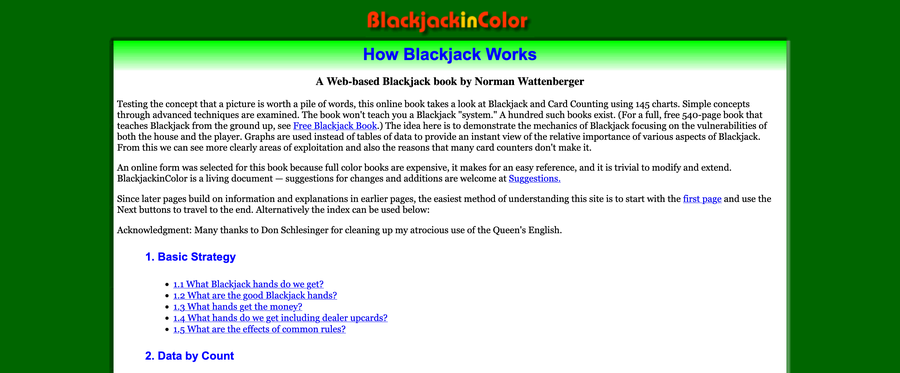 BlackjackinColor
How Blackjack Works
A Web-based Blackjack book by Norman Wattenberger
Testing the concept that a picture is worth a pile of words, this online book takes a look at Blackjack and Card Counting using 145 charts. Simple concepts
through advanced techniques are examined. The book won't teach you a Blackjack "system." A hundred such books exist. (For a full, free 540-page book that
teaches Blackjack from the ground up, see Free Blackjack Book.) The idea here is to demonstrate the mechanics of Blackjack focusing on the vulnerabilities of
both the house and the player. Graphs are used instead of tables of data to provide an instant view of the relative importance of various aspects of Blackjack.
From this we can see more clearly areas of exploitation and also the reasons that many card counters don't make it.
An online form was selected for this book because full color books are expensive, it makes for an easy reference, and it is trivial to modify and extend.
BlackjackinColor is a living document — suggestions for changes and additions are welcome at Suggestions.
Since later pages build on information and explanations in earlier pages, the easiest method of understanding this site is to start with the first page and use the
Next buttons to travel to the end. Alternatively the index can be used below:
Acknowledgment: Many thanks to Don Schlesinger for cleaning up my atrocious use of the Queen's English.
1. Basic Strategy
• 1.1 What Blackjack hands do we get?
• 1.2 What are the good Blackjack hands?
• 1.3 What hands get the money?
• 1.4 What hands do we get including dealer upcards?
• 1.5 What are the effects of common rules?
2. Data by Count